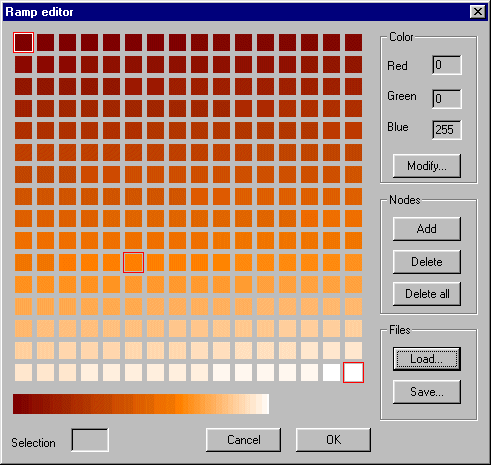 Ramp editor
Color
Red 0
Green 0
Blue 255
Modify...
Nodes
Add
Delete
Delete all
Files
Load...
Save...
Selection
Cancel
OK